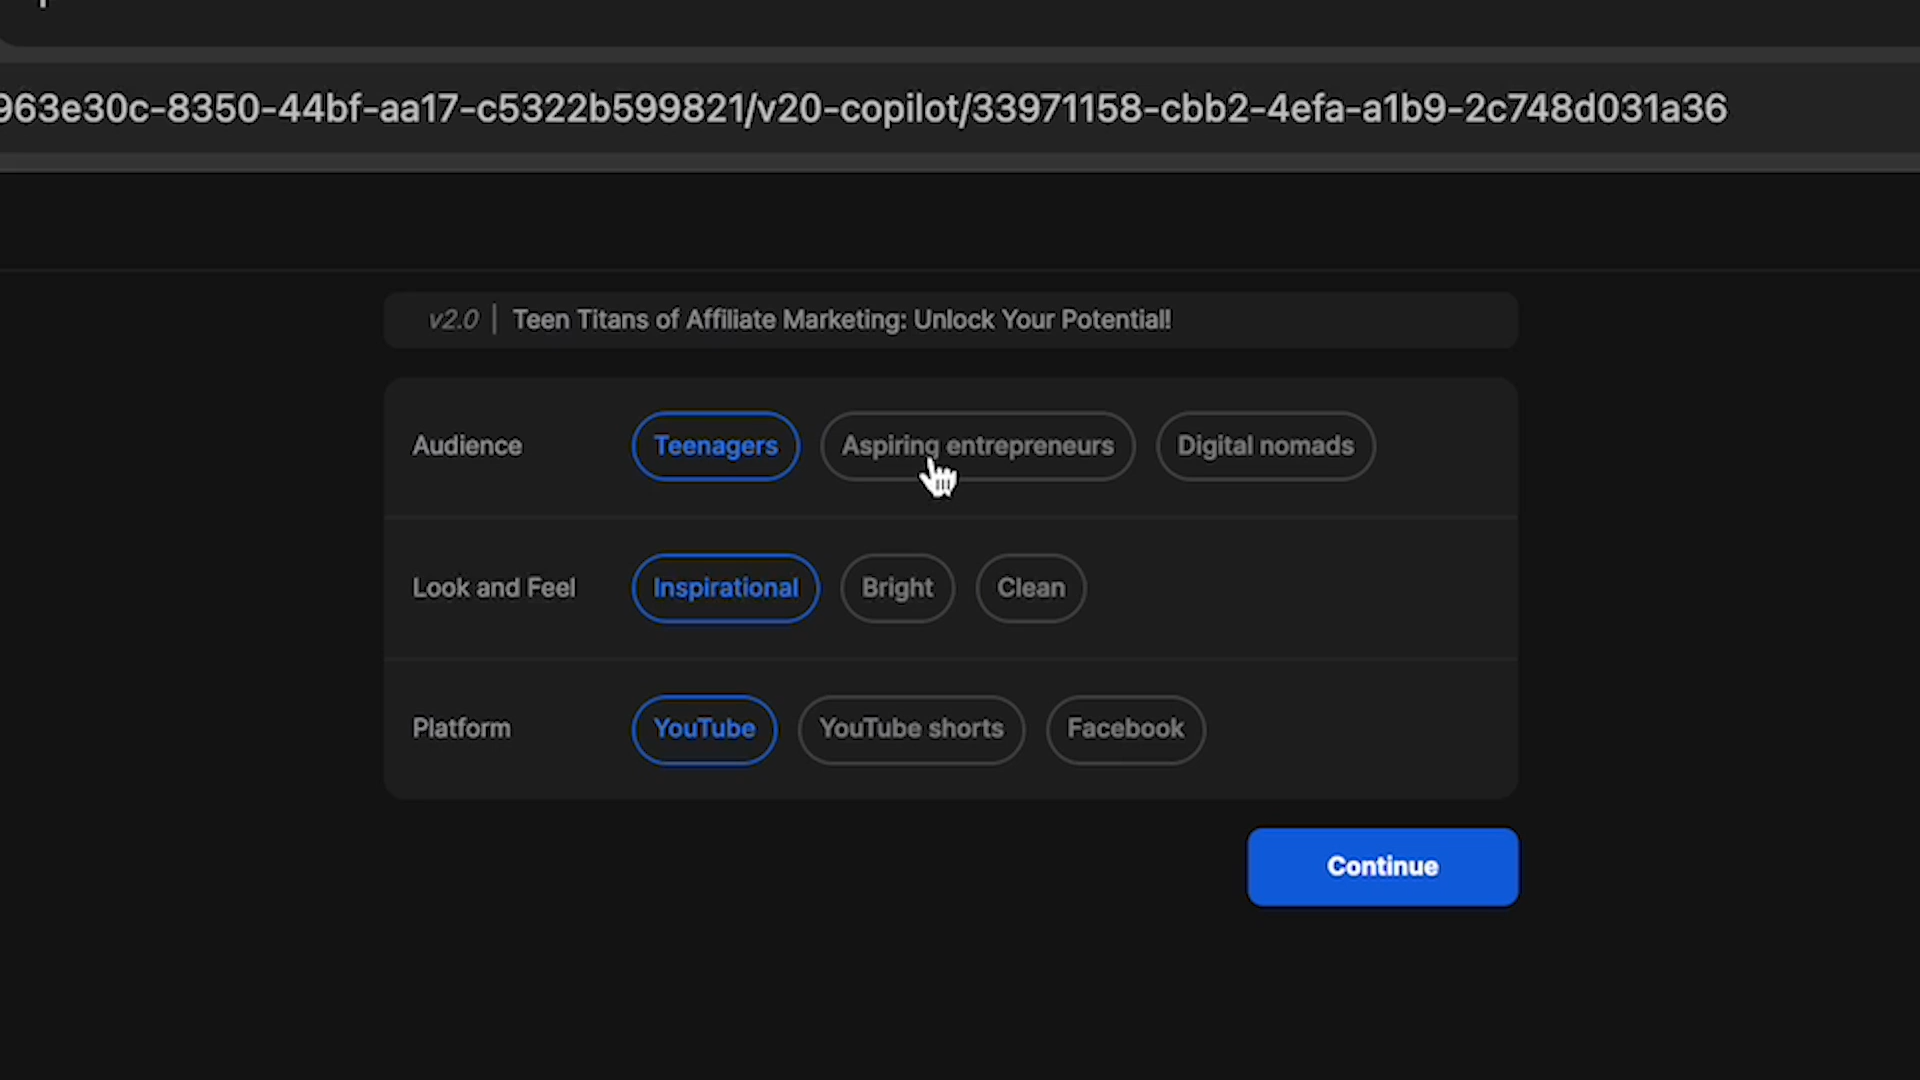 963e30c-8350-44bf-aa17-c5322b599821/v20-copilot/33971158-cbb2-4efa-a1b9-2c748d031a36
v2.0 | Teen Titans of Affiliate Marketing: Unlock Your Potential!
Audience Teenagers Aspiring entrepreneurs Digital nomads
Look and Feel Inspirational Bright Clean
Platform YouTube YouTube shorts Facebook
Continue